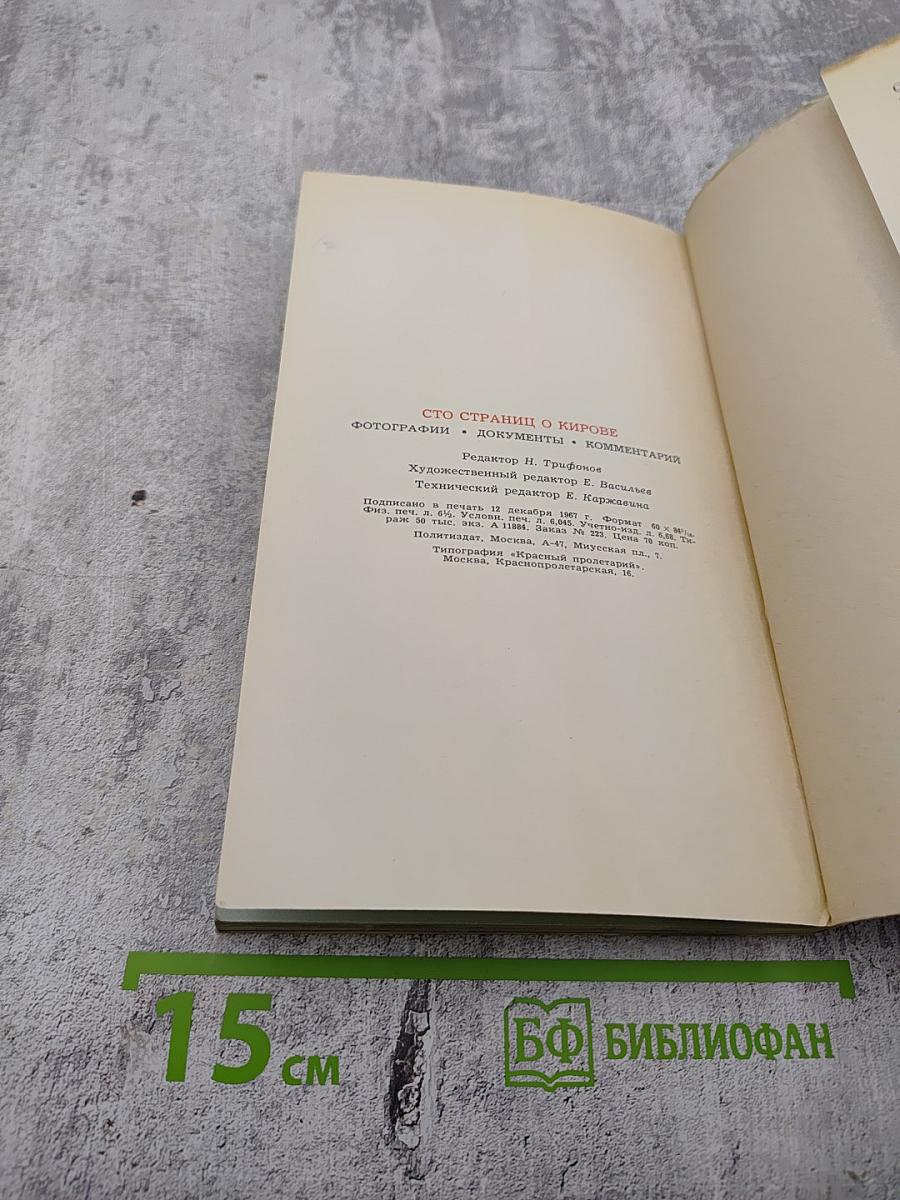 СТО СТРАНИЦ О КИРОВЕ
ФОТОГРАФИИ • ДОКУМЕНТЫ • КОММЕНТАРИЙ
Редактор Н. Трифонов
Художественный редактор Е. Васильев
Технический редактор Е. Каржавина
Подписано в печать 12 декабря 1967 г. Формат 60 × 84¹/₁₆.
Физ. печ. л. 6½. Условн. печ. л. 6,045. Учетно-изд. л. 6,68. Ти-
раж 50 тыс. экз. А 11884. Заказ № 223. Цена 70 коп.
Политиздат, Москва, А-47, Миусская пл., 7.
Типография «Красный пролетарий».
Москва, Краснопролетарская, 16.
15 см
БФ БИБЛИОФАН